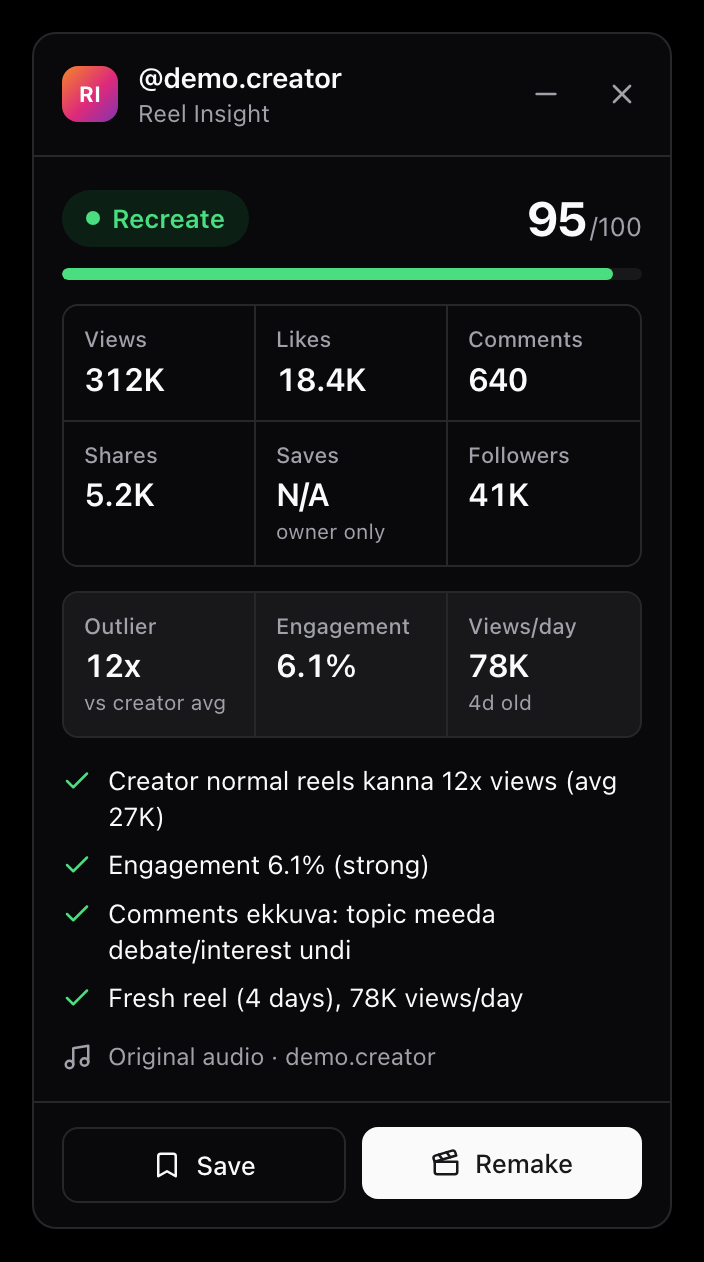 RI
@demo.creator
Reel Insight
Recreate
95/100
Views
312K
Likes
18.4K
Comments
640
Shares
5.2K
Saves
N/A
owner only
Followers
41K
Outlier
12x
vs creator avg
Engagement
6.1%
Views/day
78K
4d old
Creator normal reels kanna 12x views (avg
27K)
Engagement 6.1% (strong)
Comments ekkuva: topic meeda
debate/interest undi
Fresh reel (4 days), 78K views/day
Original audio · demo.creator
Save
Remake